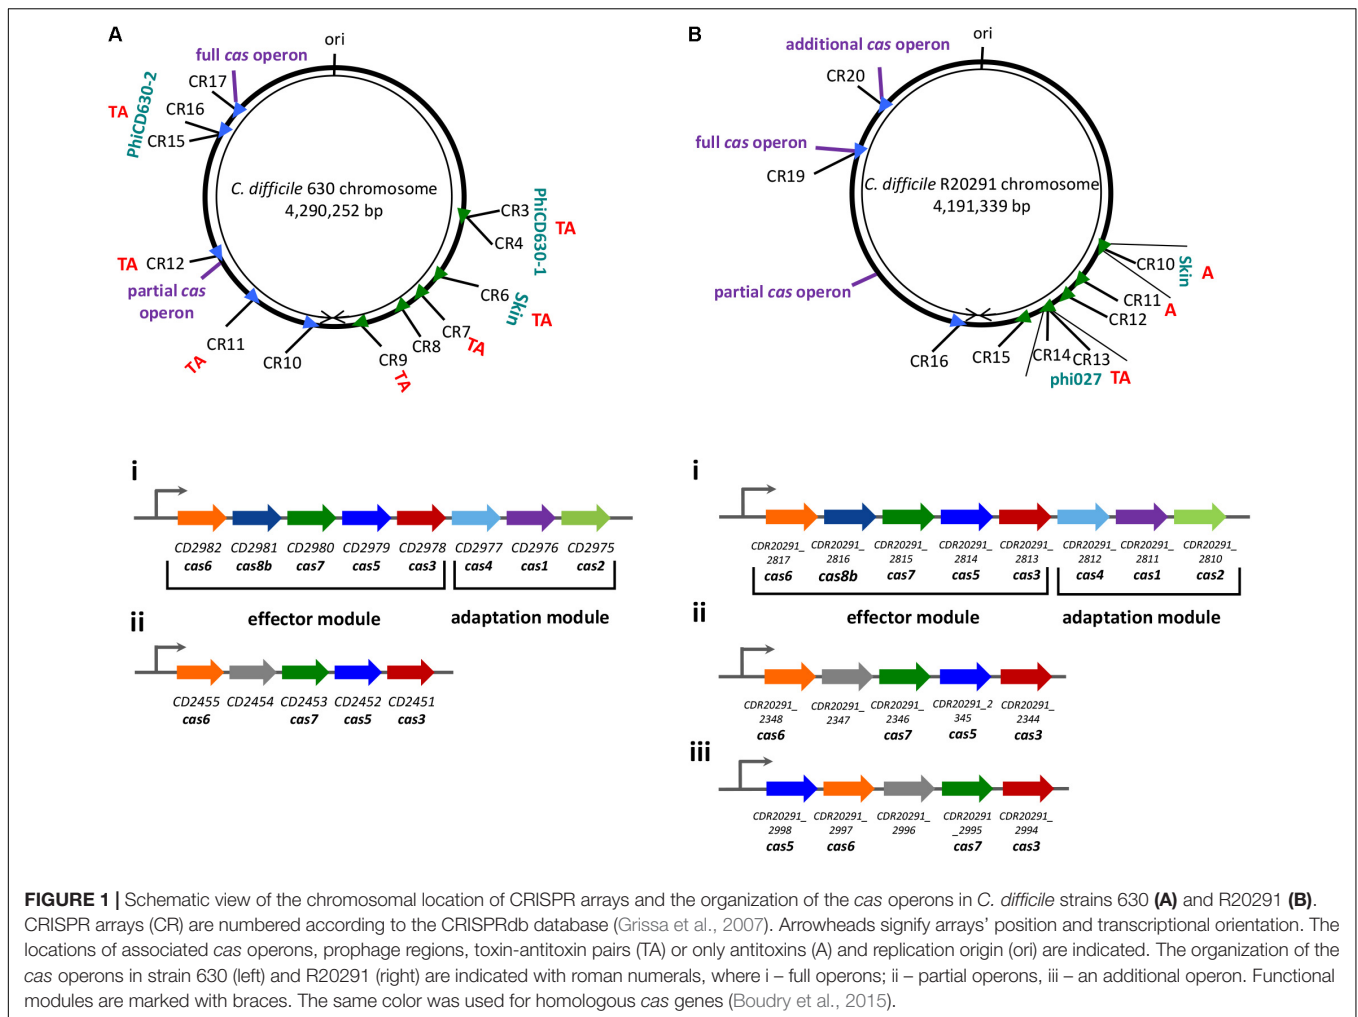 A
ori
full cas operon
CR17
PhiCD630-2
TA
CR16
CR15
C. difficile 630 chromosome
4,290,252 bp
CR3
PhiCD630-1
TA
CR4
TA
CR12
partial cas
operon
CR6
Skin
TA
CR7
TA
CR8
CR11
TA
CR10
CR9
TA
i
CD2982
CD2981
CD2980
CD2979
CD2978
CD2977
CD2976
CD2975
cas6
cas8b
cas7
cas5
cas3
cas4
cas1
cas2
effector module
adaptation module
ii
CD2455
CD2454
CD2453
CD2452
CD2451
cas6
cas7
cas5
cas3
B
ori
additional cas operon
CR20
full cas operon
CR19
C. difficile R20291 chromosome
4,191,339 bp
partial cas operon
CR10
Skin
A
CR11
A
CR12
CR16
CR15
CR14
CR13
phi027
TA
i
CDR20291_
2817
CDR20291_
2816
CDR20291_
2815
CDR20291_
2814
CDR20291_
2813
CDR20291_
2812
CDR20291_
2811
CDR20291_
2810
cas6
cas8b
cas7
cas5
cas3
cas4
cas1
cas2
effector module
adaptation module
ii
CDR20291_
2348
CDR20291_
2347
CDR20291_
2346
CDR20291_2
345
CDR20291_
2344
cas6
cas7
cas5
cas3
iii
CDR20291_
2998
CDR20291_
2997
CDR20291_
2996
CDR20291
_2995
CDR20291_
2994
cas5
cas6
cas7
cas3
FIGURE 1 | Schematic view of the chromosomal location of CRISPR arrays and the organization of the cas operons in C. difficile strains 630 (A) and R20291 (B).
CRISPR arrays (CR) are numbered according to the CRISPRdb database (Grissa et al., 2007). Arrowheads signify arrays' position and transcriptional orientation. The
locations of associated cas operons, prophage regions, toxin-antitoxin pairs (TA) or only antitoxins (A) and replication origin (ori) are indicated. The organization of the
cas operons in strain 630 (left) and R20291 (right) are indicated with roman numerals, where i – full operons; ii – partial operons, iii – an additional operon. Functional
modules are marked with braces. The same color was used for homologous cas genes (Boudry et al., 2015).